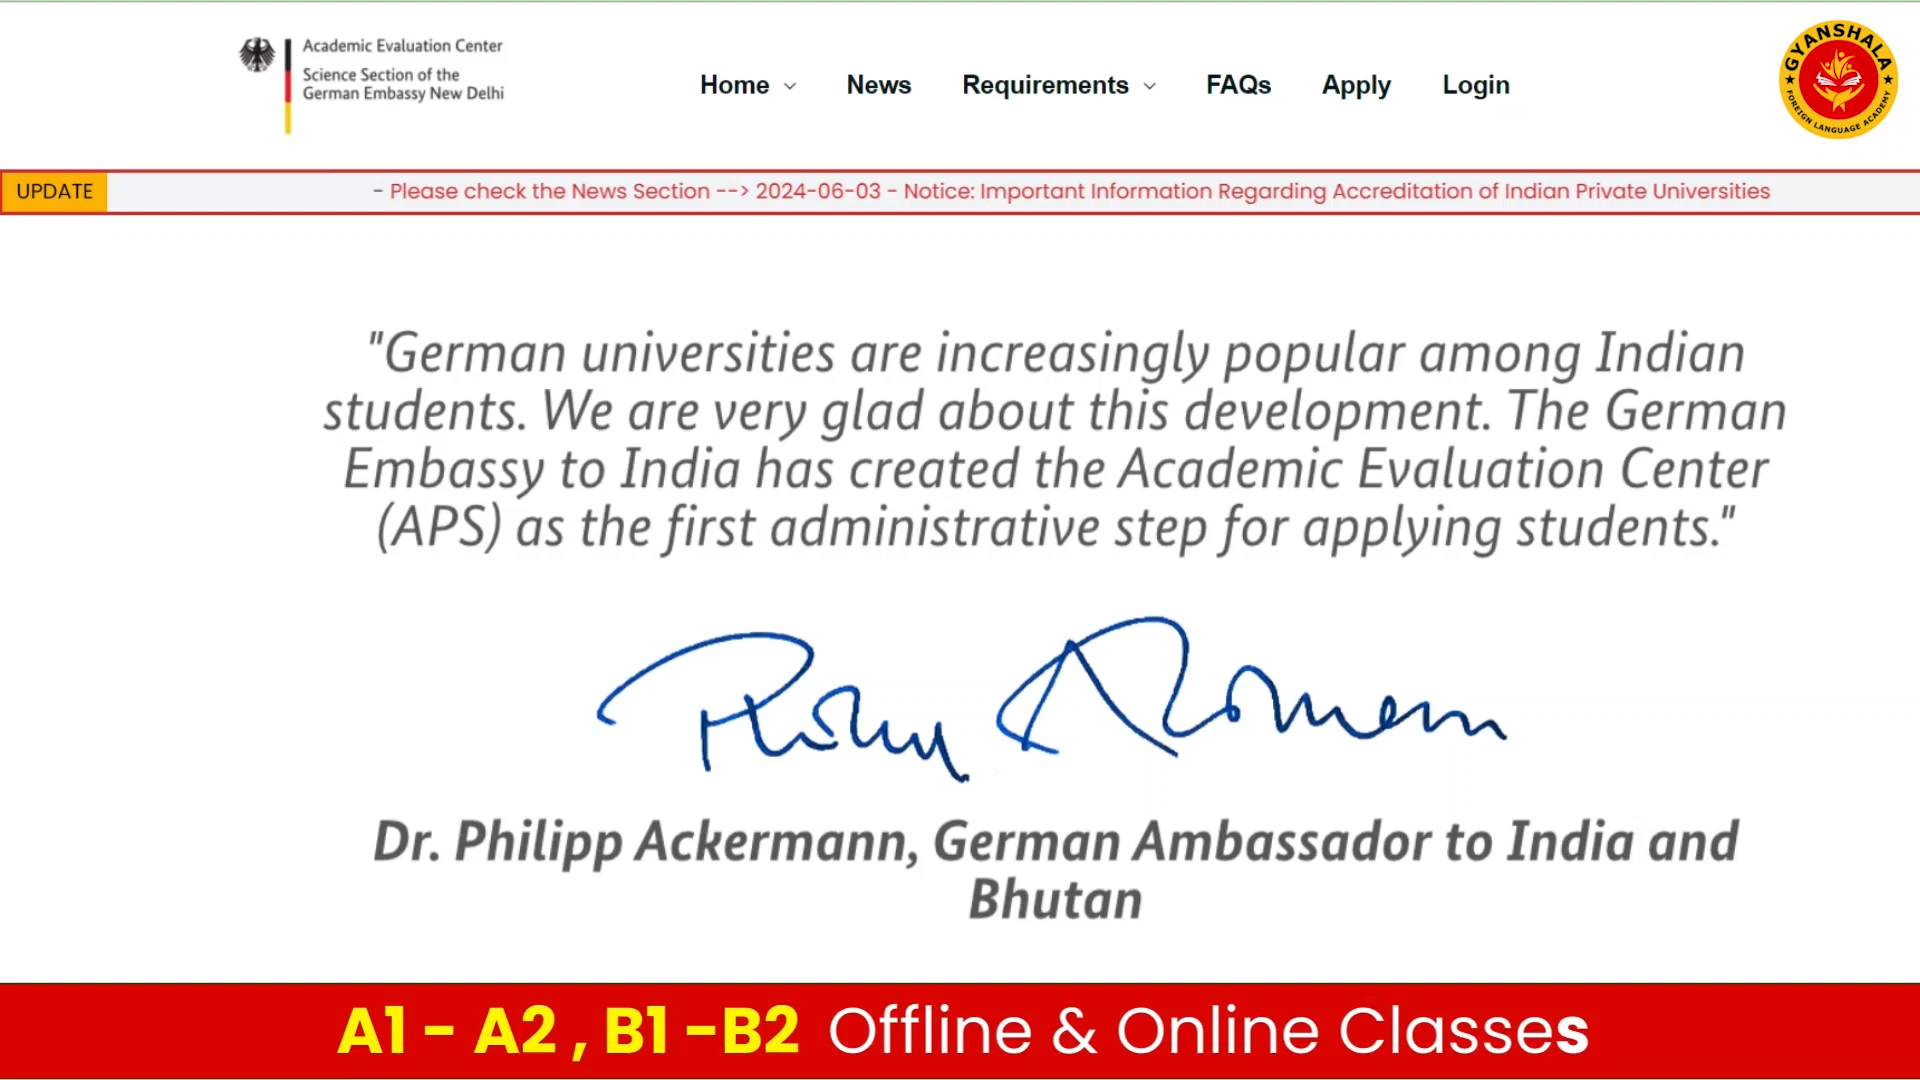 Academic Evaluation Center
Science Section of the
German Embassy New Delhi
Home
News
Requirements
FAQs
Apply
Login
GYANSHALA
FOREIGN LANGUAGE ACADEMY
UPDATE
- Please check the News Section --> 2024-06-03 - Notice: Important Information Regarding Accreditation of Indian Private Universities
"German universities are increasingly popular among Indian
students. We are very glad about this development. The German
Embassy to India has created the Academic Evaluation Center
(APS) as the first administrative step for applying students."
Dr. Philipp Ackermann, German Ambassador to India and
Bhutan
A1 - A2 , B1 -B2 Offline & Online Classes